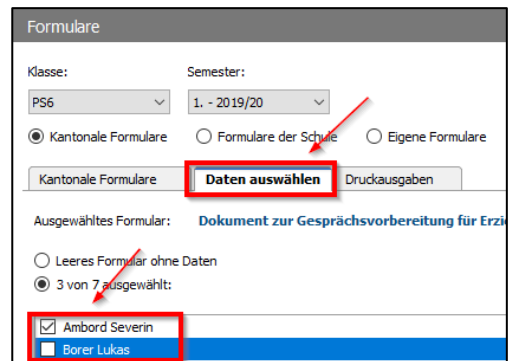 Formulare
Klasse: Semester:
PS6 1. - 2019/20
Kantonale Formulare Formulare der Schule Eigene Formulare
Kantonale Formulare Daten auswählen Druckausgaben
Ausgewähltes Formular: Dokument zur Gesprächsvorbereitung für Erzi
Leeres Formular ohne Daten
3 von 7 ausgewählt:
Ambord Severin
Borer Lukas